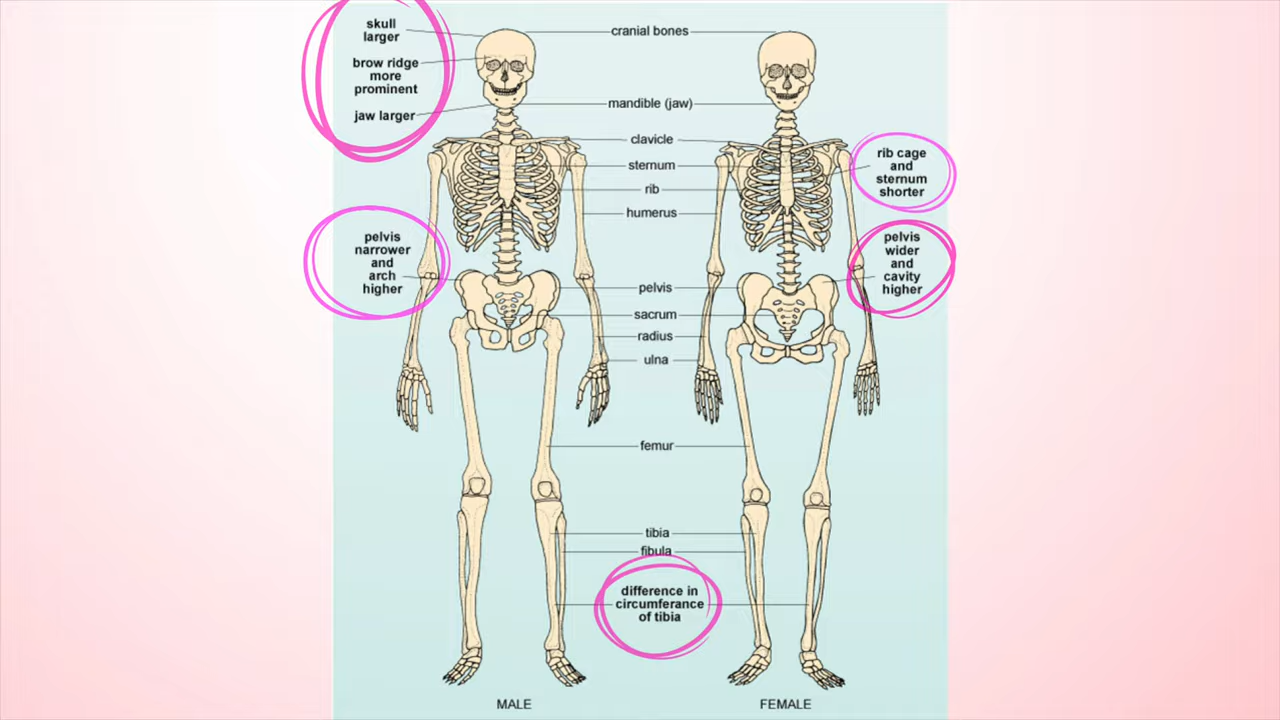 skull
larger
brow ridge
more
prominent
jaw larger
pelvis
narrower
and
arch
higher
cranial bones
mandible (jaw)
clavicle
sternum
rib
humerus
pelvis
sacrum
radius
ulna
femur
tibia
fibula
difference in
circumferance
of tibia
rib cage
and
sternum
shorter
pelvis
wider
and
cavity
higher
MALE
FEMALE